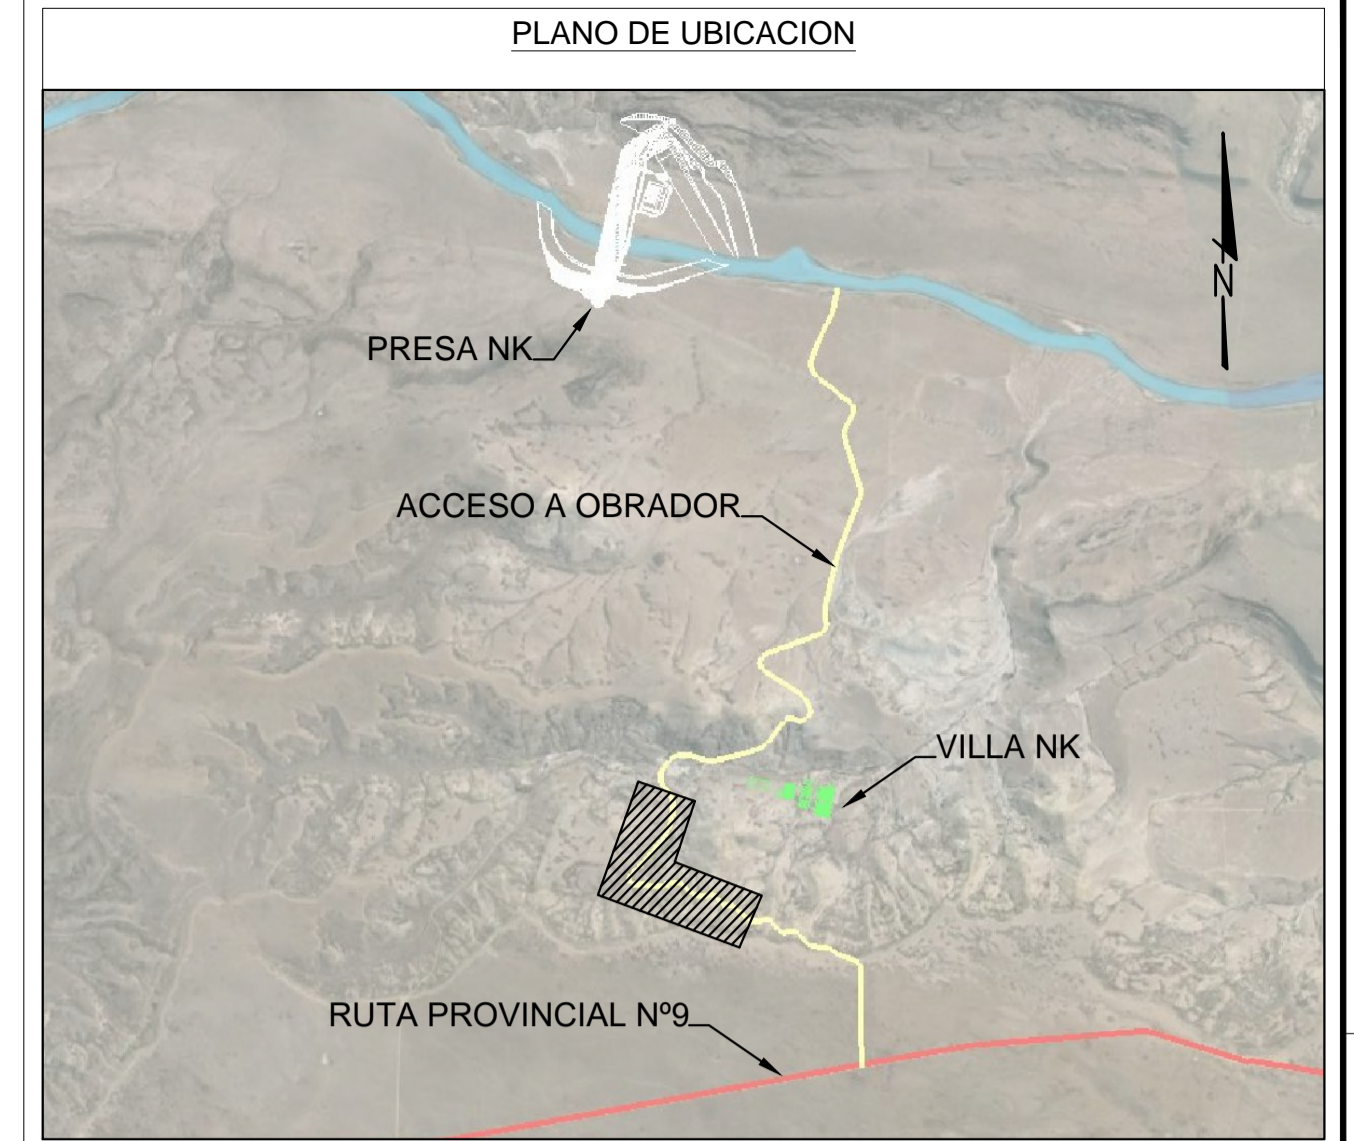 PLANO DE UBICACION
N
PRESA NK
ACCESO A OBRADOR
VILLA NK
RUTA PROVINCIAL Nº9